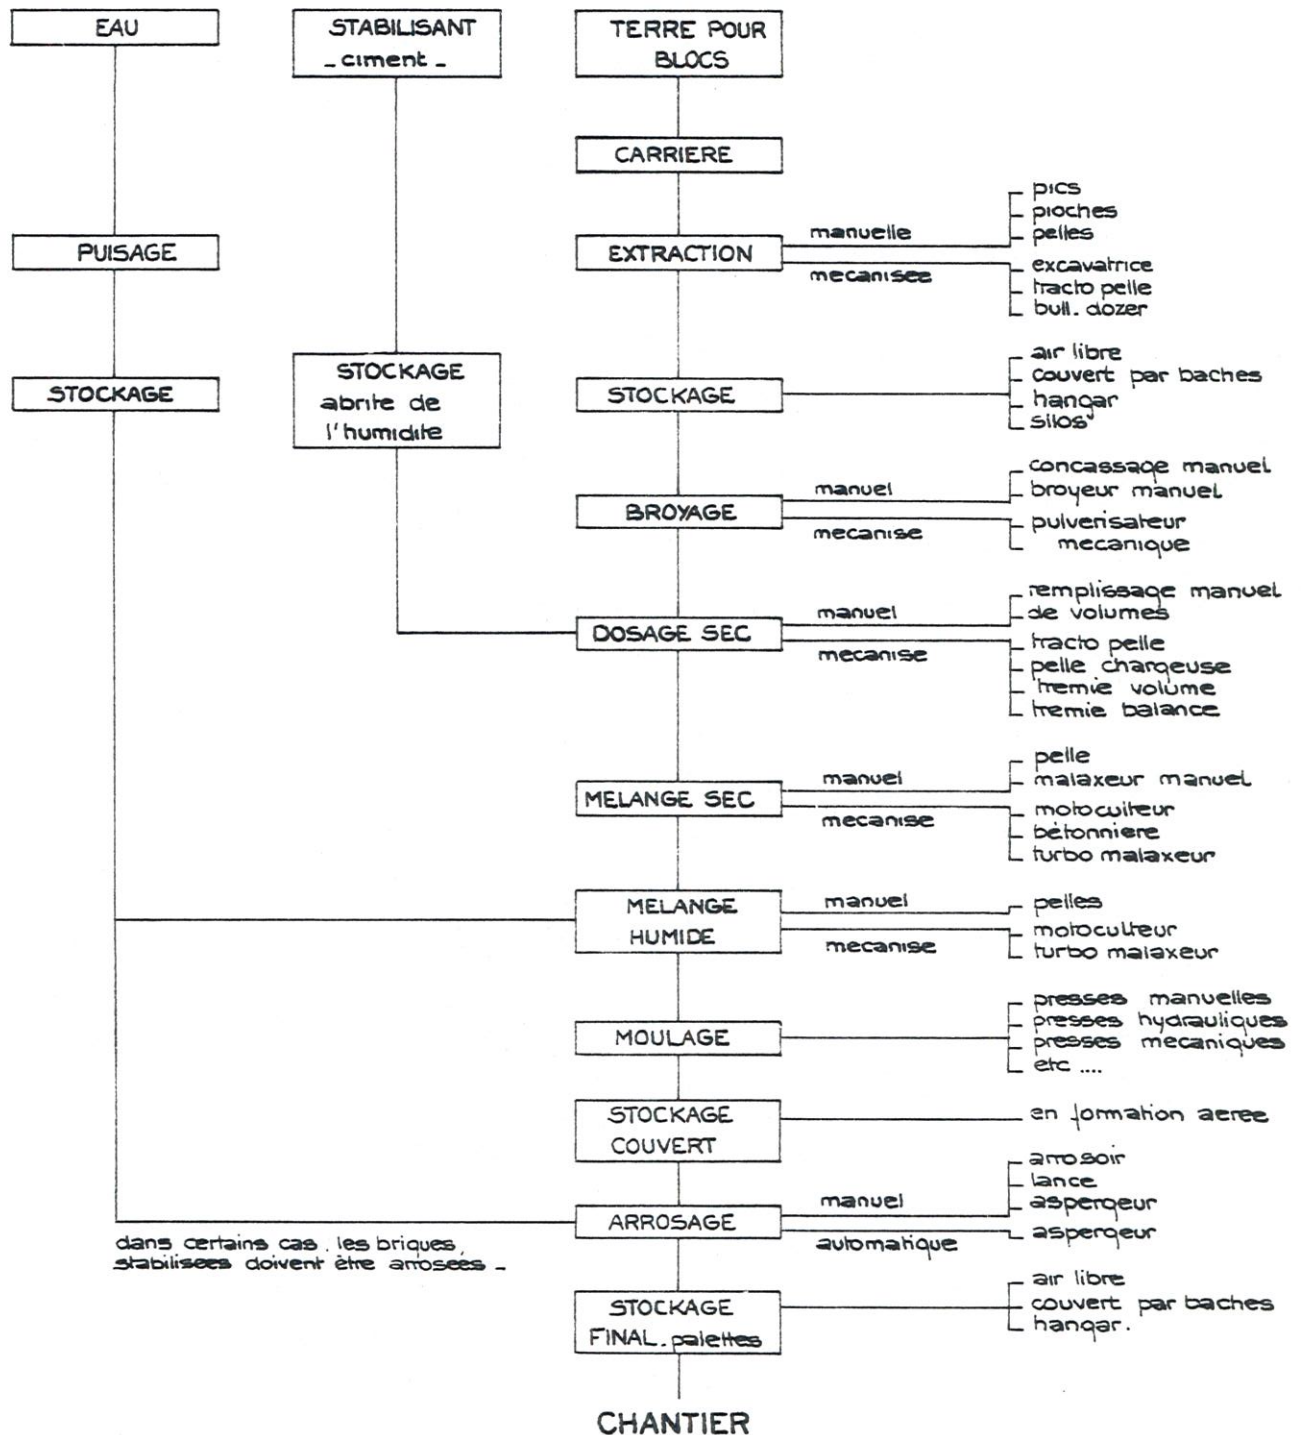 EAU
STABILISANT
_ ciment _
TERRE POUR
BLOCS
CARRIERE
PUISAGE
EXTRACTION
manuelle
pics
pioches
pelles
mecanisee
excavatrice
tracto pelle
bull. dozer
STOCKAGE
STOCKAGE
abrite de
l'humidite
STOCKAGE
air libre
couvert par baches
hangar
silos
BROYAGE
manuel
concassage manuel
broyeur manuel
mecanise
pulverisateur
mecanique
DOSAGE SEC
manuel
remplissage manuel
de volumes
mecanise
tracto pelle
pelle chargeuse
tremie volume
tremie balance
MELANGE SEC
manuel
pelle
malaxeur manuel
mecanise
motoculteur
bétonniere
turbo malaxeur
MELANGE
HUMIDE
manuel
pelles
mecanise
motoculteur
turbo malaxeur
MOULAGE
presses manuelles
presses hydrauliques
presses mecaniques
etc ....
STOCKAGE
COUVERT
en formation aeree
ARROSAGE
manuel
arrosoir
lance
aspergeur
automatique
aspergeur
dans certains cas. les briques,
stabilisees doivent être arrosées _
STOCKAGE
FINAL _ palettes
air libre
couvert par baches
hangar.
CHANTIER